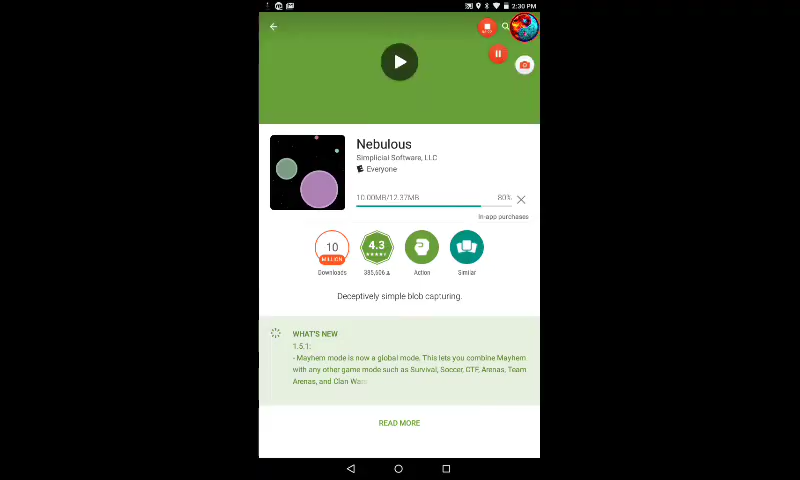 2:30 PM
Nebulous
Simplicial Software, LLC
Everyone
10.00MB/12.37MB 80%
In-app purchases
10
MILLION
Downloads
4.3
385,606
Action
Similar
Deceptively simple blob capturing.
WHAT'S NEW
1.5.1:
- Mayhem mode is now a global mode. This lets you combine Mayhem
with any other game mode such as Survival, Soccer, CTF, Arenas, Team
Arenas, and Clan Wars
READ MORE